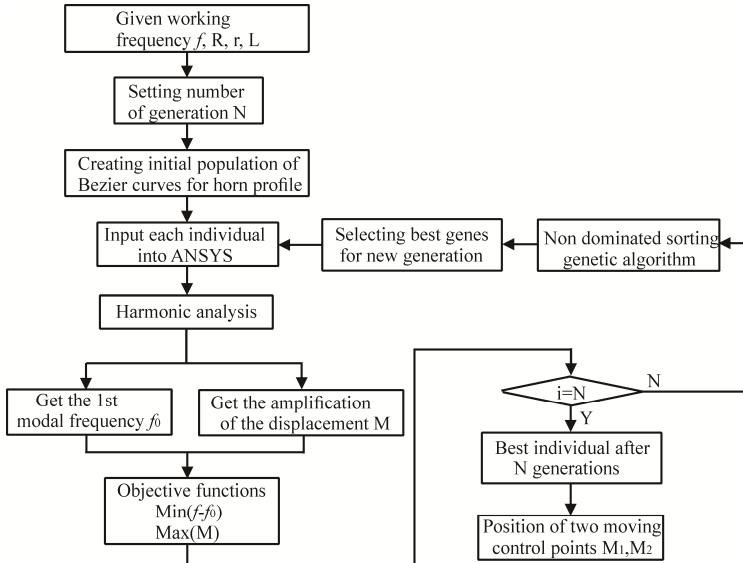 Given working
frequency f, R, r, L
Setting number
of generation N
Creating initial population of
Bezier curves for horn profile
Input each individual
into ANSYS
Selecting best genes
for new generation
Non dominated sorting
genetic algorithm
Harmonic analysis
Get the 1st
modal frequency f0
Get the amplification
of the displacement M
Objective functions
Min(f-f0)
Max(M)
i=N
N
Y
Best individual after
N generations
Position of two moving
control points M1,M2